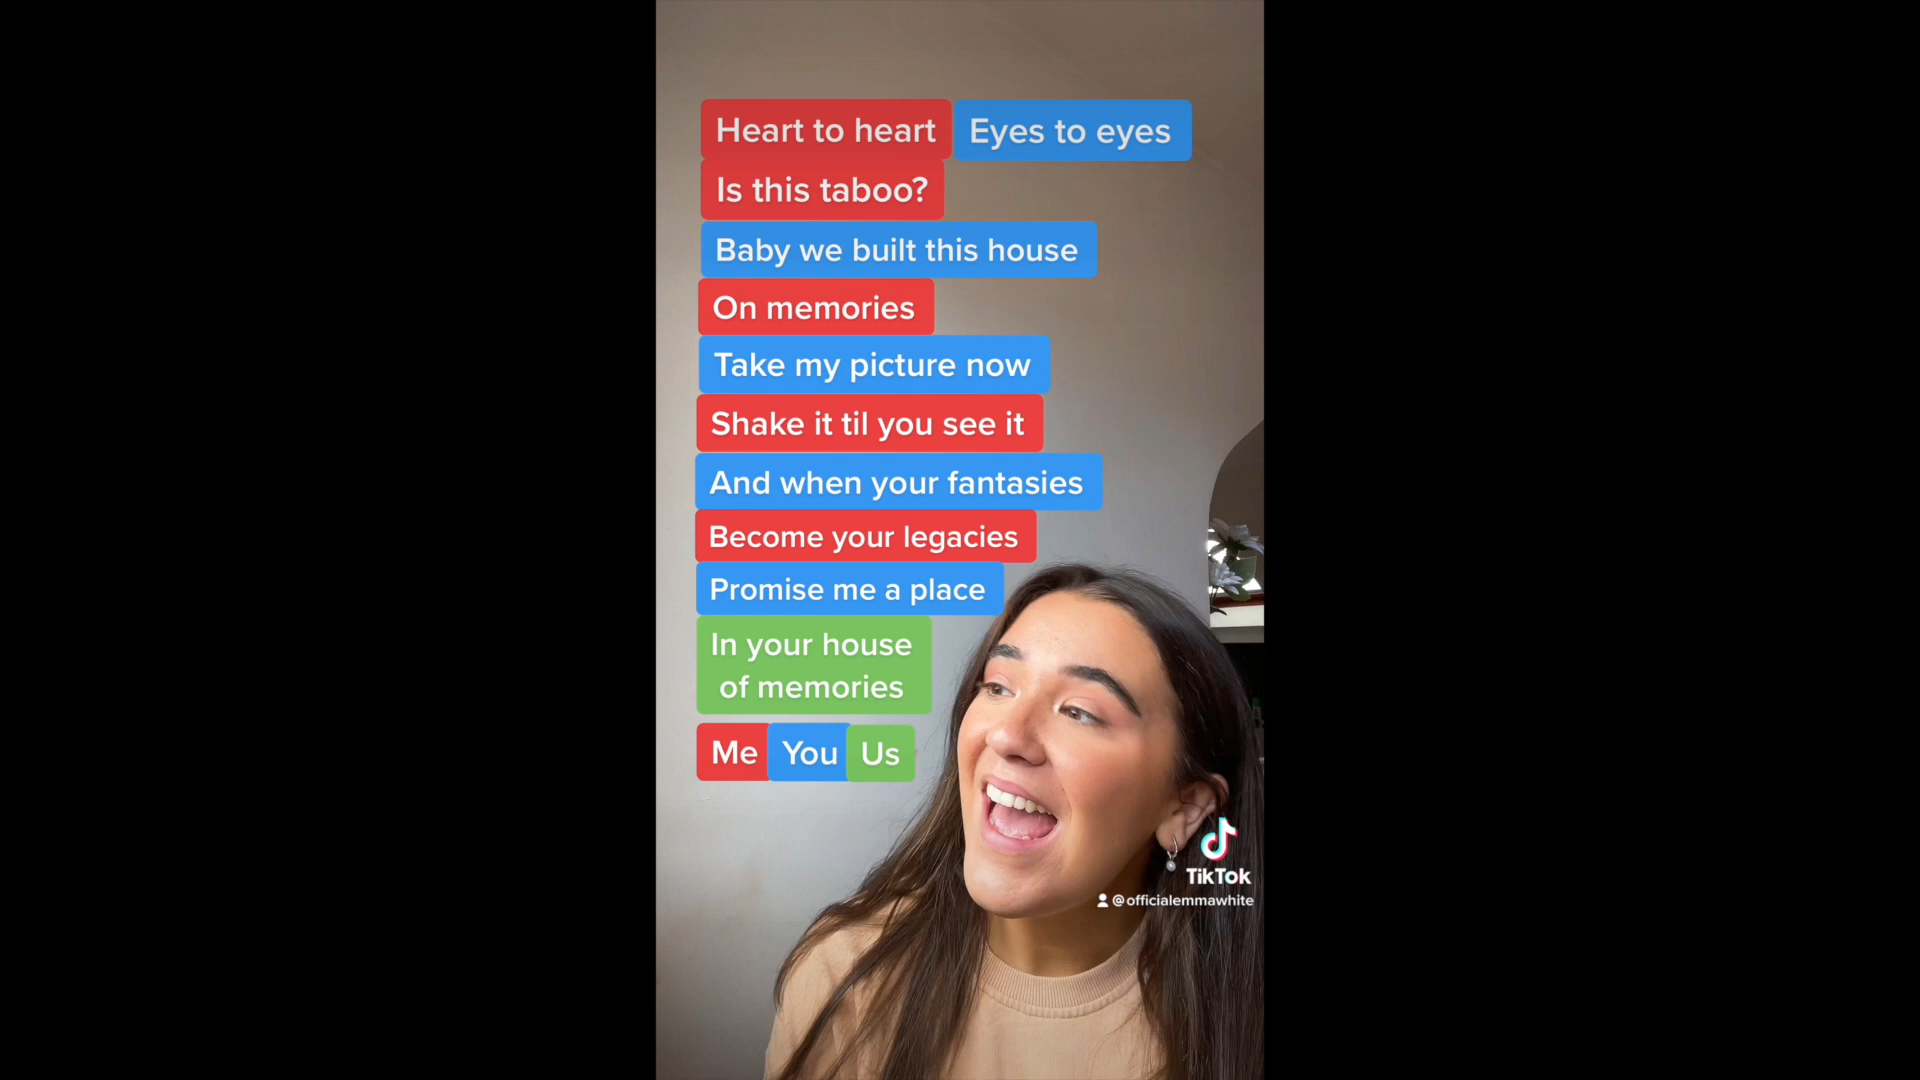 Heart to heart Eyes to eyes
Is this taboo?
Baby we built this house
On memories
Take my picture now
Shake it til you see it
And when your fantasies
Become your legacies
Promise me a place
In your house
of memories
Me You Us
TikTok
@officialemmawhite